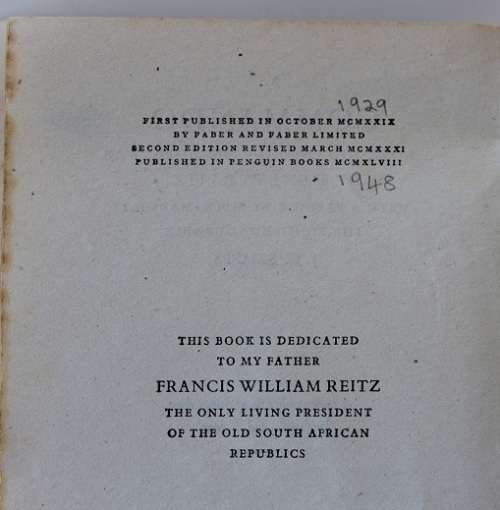 1929
FIRST PUBLISHED IN OCTOBER MCMXXIX
BY FABER AND FABER LIMITED
SECOND EDITION REVISED MARCH MCMXXXI
PUBLISHED IN PENGUIN BOOKS MCMXLVIII
1948
THIS BOOK IS DEDICATED
TO MY FATHER
FRANCIS WILLIAM REITZ
THE ONLY LIVING PRESIDENT
OF THE OLD SOUTH AFRICAN
REPUBLICS